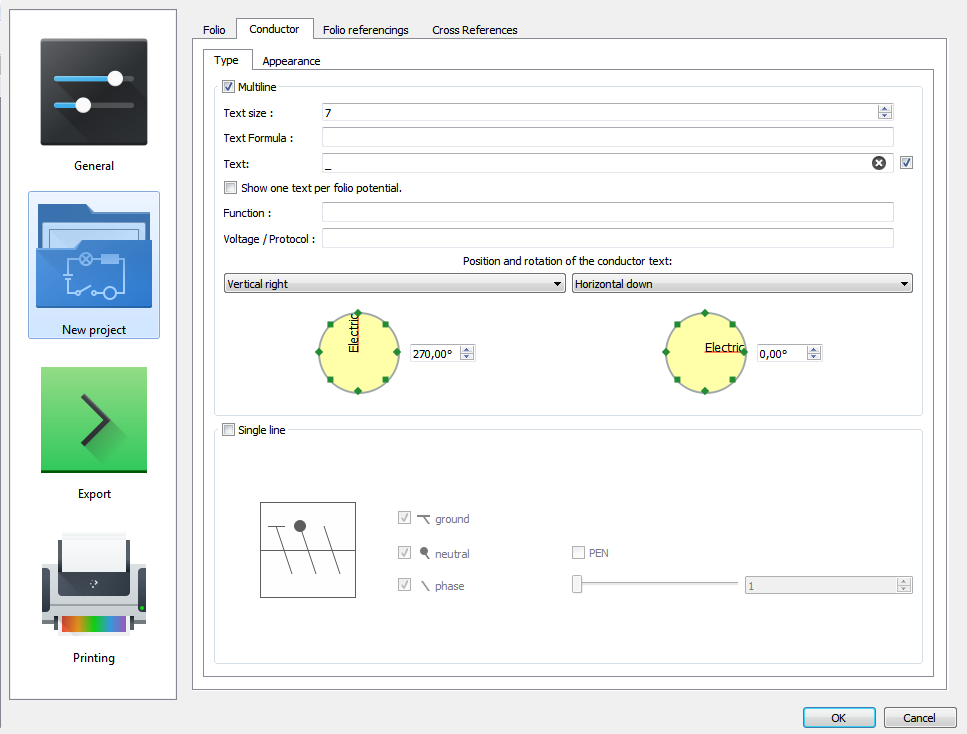 General
New project
Export
Printing
Folio Conductor Folio referencings Cross References
Type Appearance
Multiline
Text size : 7
Text Formula :
Text: _
Show one text per folio potential.
Function :
Voltage / Protocol :
Position and rotation of the conductor text:
Vertical right Horizontal down
Electric 270,00° Electric 0,00°
Single line
ground
neutral PEN
phase 1
OK Cancel